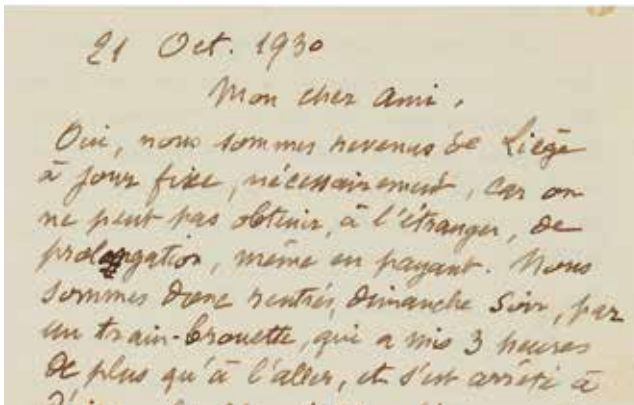 21 Oct. 1930
Mon cher ami,
Oui, nous sommes revenus de Liège
à jour fixe, nécessairement, car on
ne peut pas obtenir, à l'étranger, de
prolongation, même en payant. Nous
sommes donc rentrés, dimanche soir, par
un train-brouette, qui a mis 3 heures
de plus qu'à l'aller, et s'est arrêté à